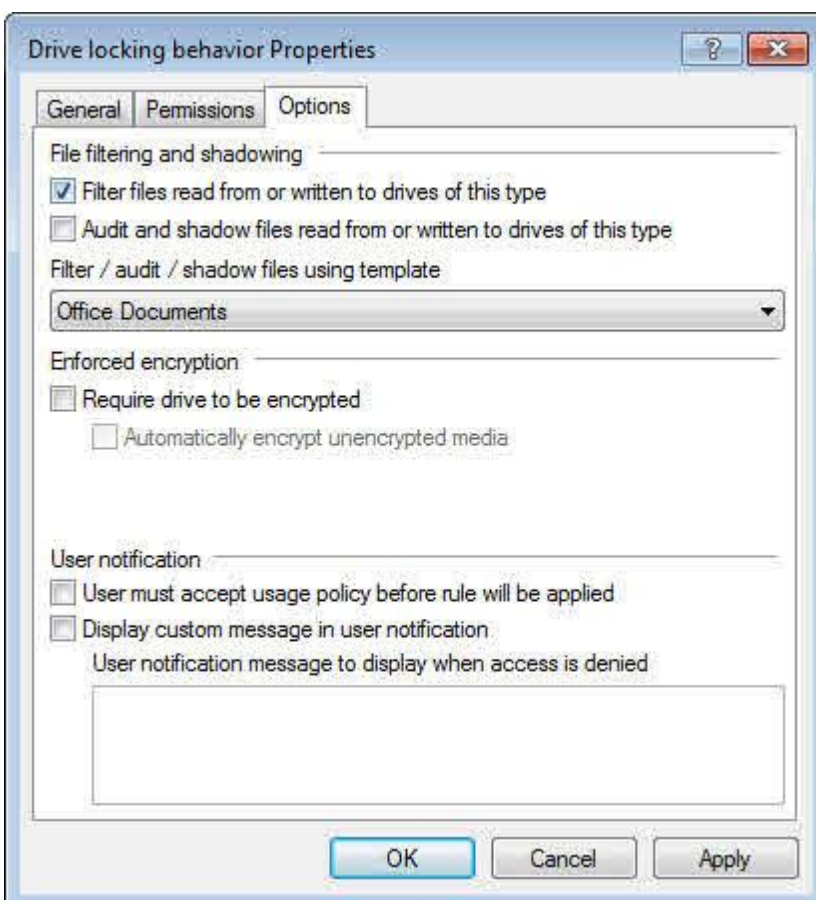 Drive locking behavior Properties
General Permissions Options
File filtering and shadowing
Filter files read from or written to drives of this type
Audit and shadow files read from or written to drives of this type
Filter / audit / shadow files using template
Office Documents
Enforced encryption
Require drive to be encrypted
Automatically encrypt unencrypted media
User notification
User must accept usage policy before rule will be applied
Display custom message in user notification
User notification message to display when access is denied
OK Cancel Apply